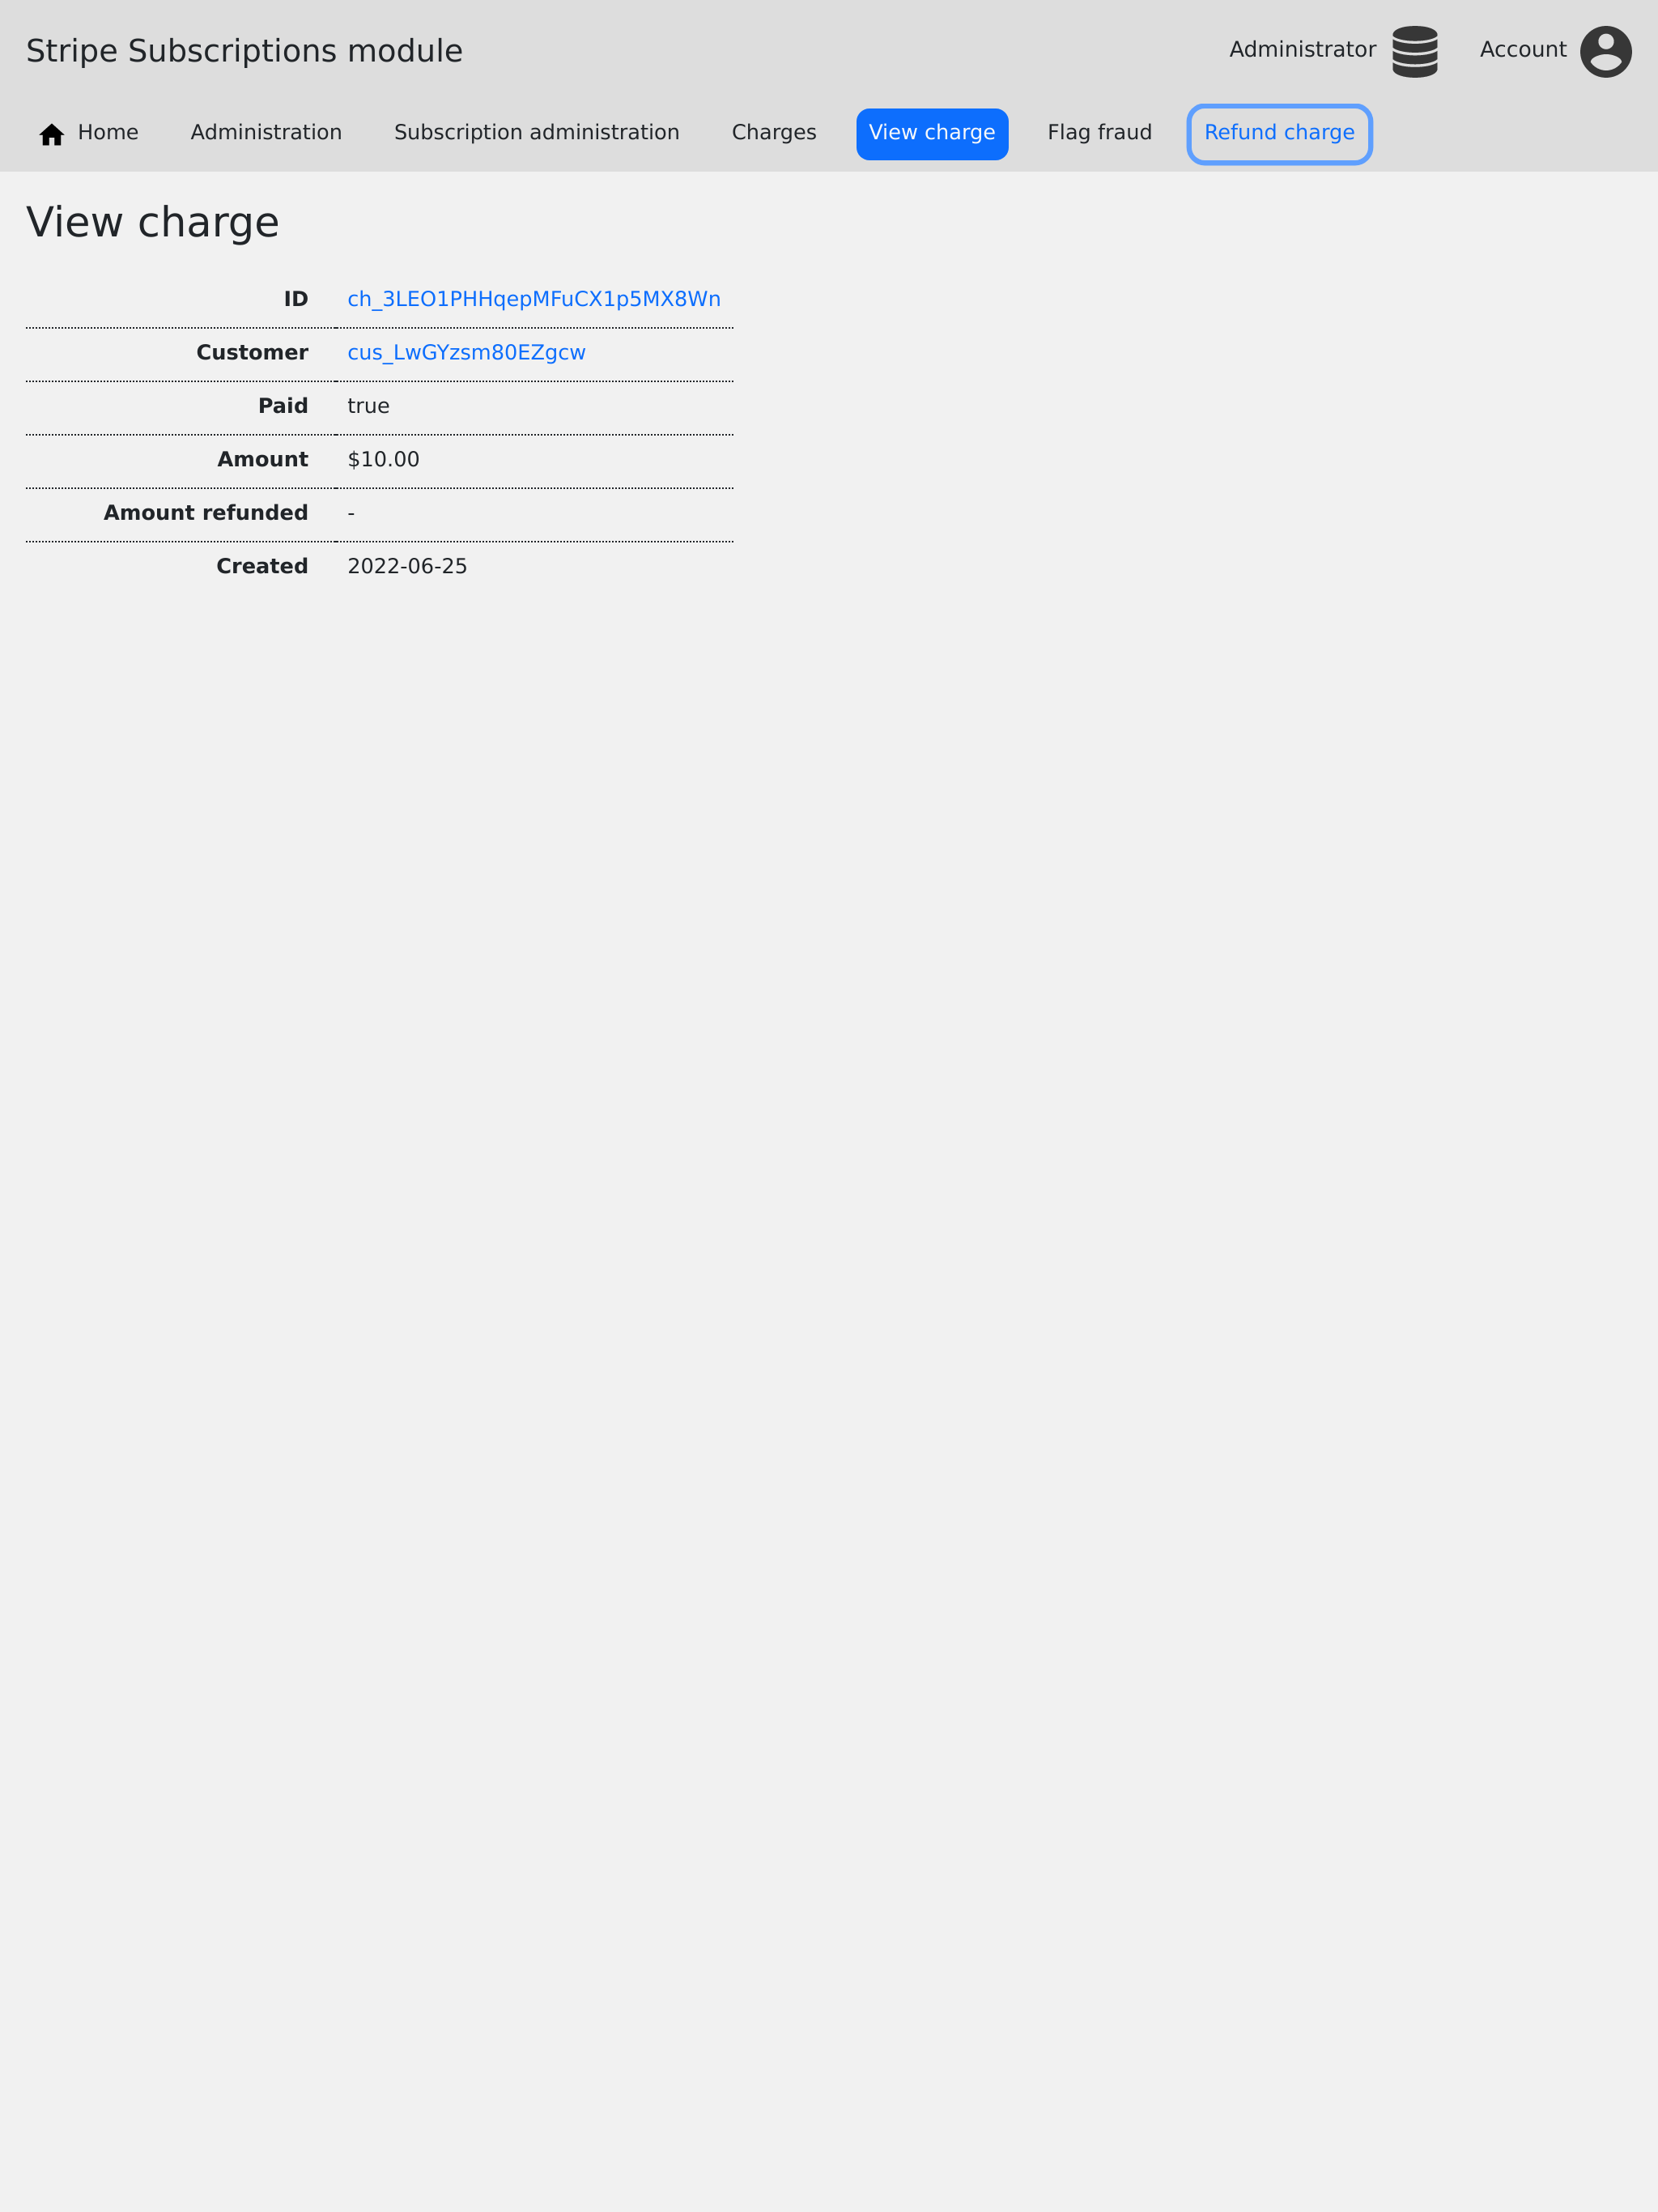 Stripe Subscriptions module
Administrator Account
Home Administration Subscription administration Charges View charge Flag fraud Refund charge
View charge
ID ch_3LEO1PHHqepMFuCX1p5MX8Wn
Customer cus_LwGYzsm80EZgcw
Paid true
Amount $10.00
Amount refunded -
Created 2022-06-25